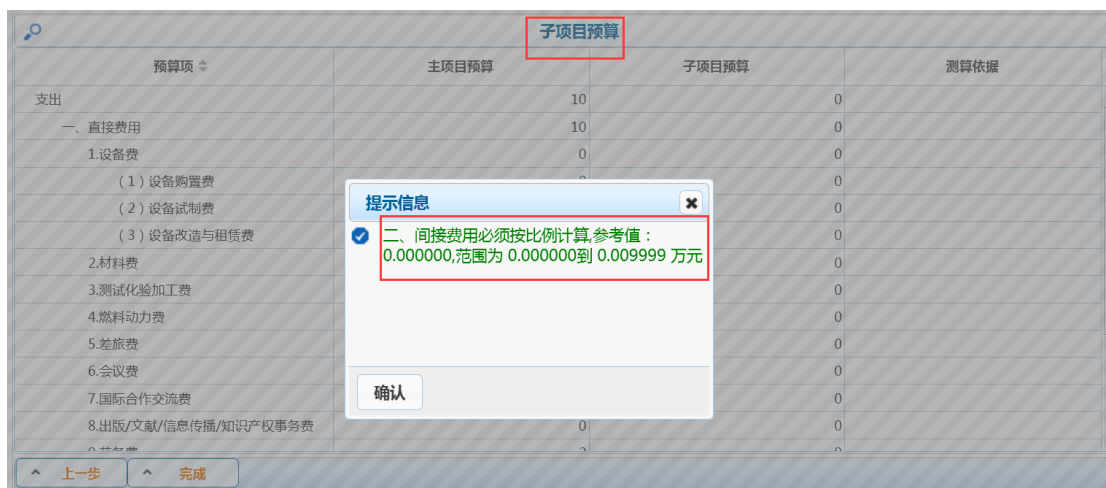 子项目预算
预算项 主项目预算 子项目预算 测算依据
支出 10 0
一、直接费用 10 0
1.设备费 0 0
（1）设备购置费 0
（2）设备试制费 0
（3）设备改造与租赁费 0
2.材料费 0
3.测试化验加工费 0
4.燃料动力费 0
5.差旅费 0
6.会议费 0
7.国际合作交流费 0
8.出版/文献/信息传播/知识产权事务费 0 0
提示信息
二、间接费用必须按比例计算,参考值：
0.000000,范围为 0.000000到 0.009999 万元
确认
上一步 完成